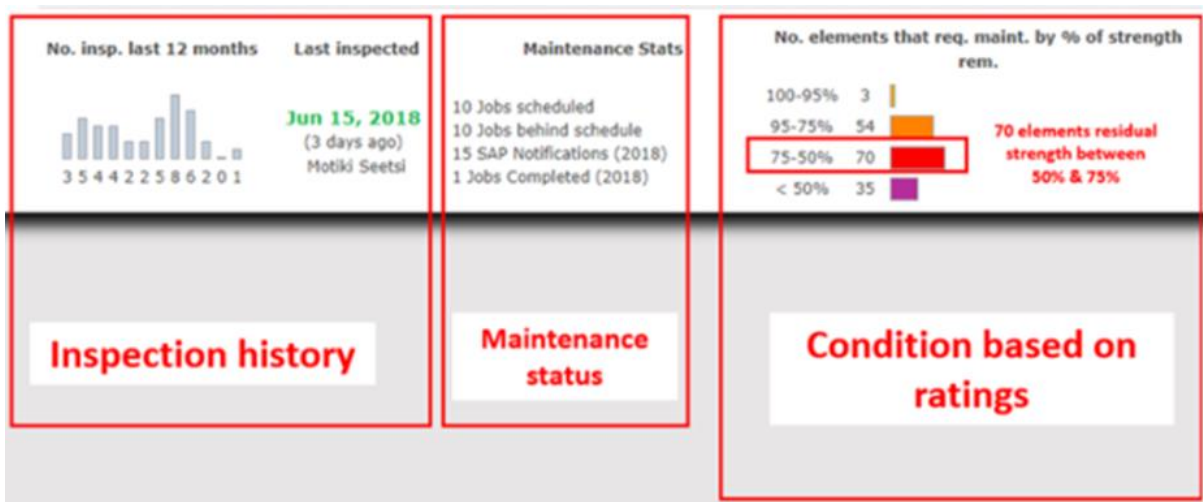 No. insp. last 12 months
3 5 4 4 2 2 5 8 6 2 0 1
Last inspected
Jun 15, 2018
(3 days ago)
Motiki Seetsi
Inspection history
Maintenance Stats
10 Jobs scheduled
10 Jobs behind schedule
15 SAP Notifications (2018)
1 Jobs Completed (2018)
Maintenance
status
No. elements that req. maint. by % of strength
rem.
100-95% 3
95-75% 54
75-50% 70
< 50% 35
70 elements residual
strength between
50% & 75%
Condition based on
ratings